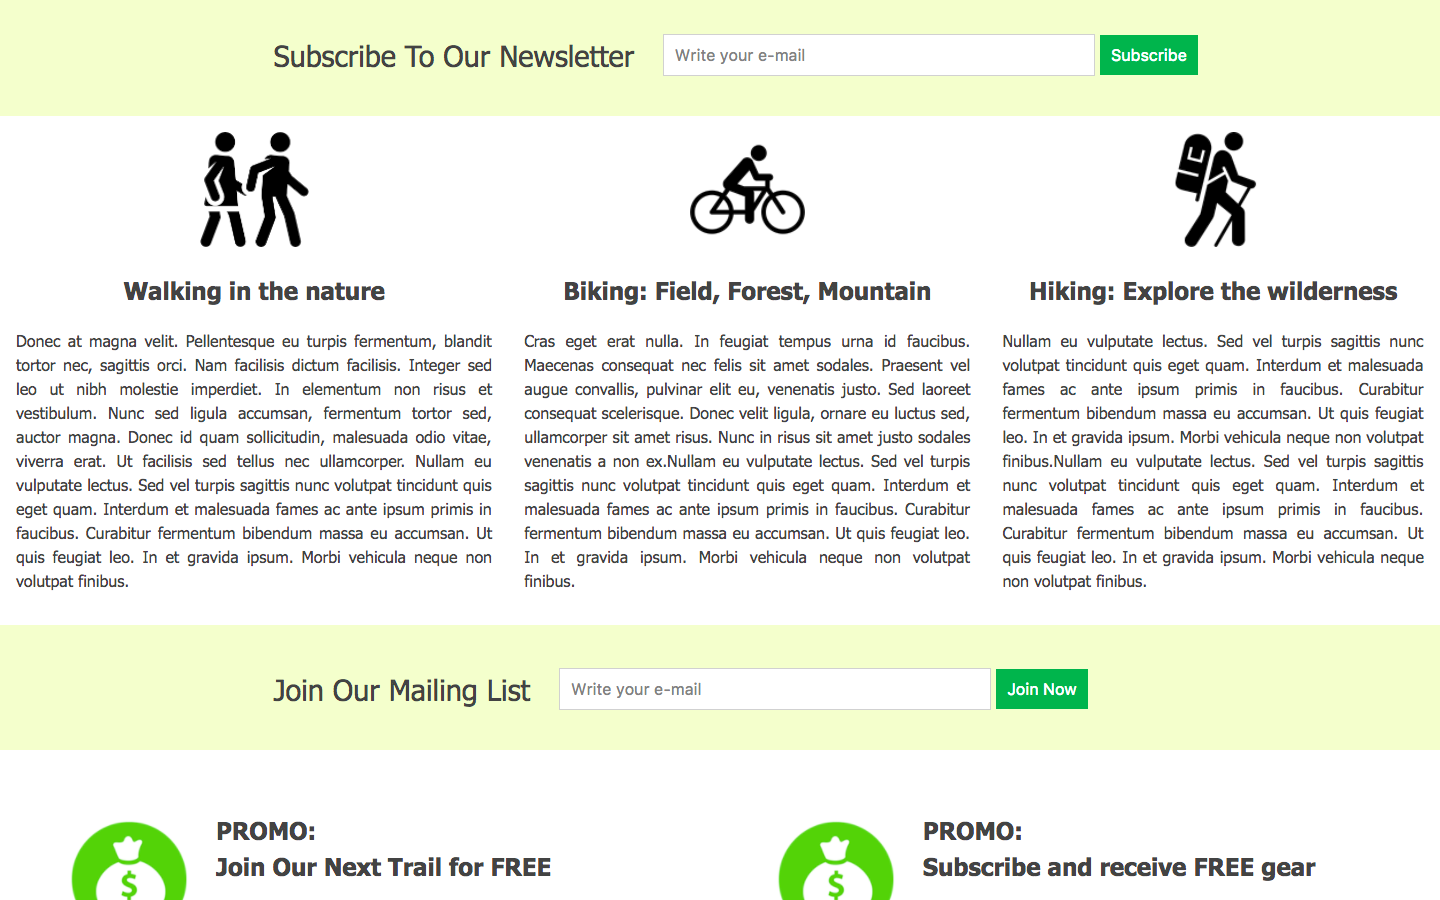 Subscribe To Our Newsletter
Write your e-mail
Subscribe
Walking in the nature
Donec at magna velit. Pellentesque eu turpis fermentum, blandit
tortor nec, sagittis orci. Nam facilisis dictum facilisis. Integer sed
leo ut nibh molestie imperdiet. In elementum non risus et
vestibulum. Nunc sed ligula accumsan, fermentum tortor sed,
auctor magna. Donec id quam sollicitudin, malesuada odio vitae,
viverra erat. Ut facilisis sed tellus nec ullamcorper. Nullam eu
vulputate lectus. Sed vel turpis sagittis nunc volutpat tincidunt quis
eget quam. Interdum et malesuada fames ac ante ipsum primis in
faucibus. Curabitur fermentum bibendum massa eu accumsan. Ut
quis feugiat leo. In et gravida ipsum. Morbi vehicula neque non
volutpat finibus.
Biking: Field, Forest, Mountain
Cras eget erat nulla. In feugiat tempus urna id faucibus.
Maecenas consequat nec felis sit amet sodales. Praesent vel
augue convallis, pulvinar elit eu, venenatis justo. Sed laoreet
consequat scelerisque. Donec velit ligula, ornare eu luctus sed,
ullamcorper sit amet risus. Nunc in risus sit amet justo sodales
venenatis a non ex.Nullam eu vulputate lectus. Sed vel turpis
sagittis nunc volutpat tincidunt quis eget quam. Interdum et
malesuada fames ac ante ipsum primis in faucibus. Curabitur
fermentum bibendum massa eu accumsan. Ut quis feugiat leo.
In et gravida ipsum. Morbi vehicula neque non volutpat
finibus.
Hiking: Explore the wilderness
Nullam eu vulputate lectus. Sed vel turpis sagittis nunc
volutpat tincidunt quis eget quam. Interdum et malesuada
fames ac ante ipsum primis in faucibus. Curabitur
fermentum bibendum massa eu accumsan. Ut quis feugiat
leo. In et gravida ipsum. Morbi vehicula neque non volutpat
finibus.Nullam eu vulputate lectus. Sed vel turpis sagittis
nunc volutpat tincidunt quis eget quam. Interdum et
malesuada fames ac ante ipsum primis in faucibus.
Curabitur fermentum bibendum massa eu accumsan. Ut
quis feugiat leo. In et gravida ipsum. Morbi vehicula neque
non volutpat finibus.
Join Our Mailing List
Write your e-mail
Join Now
$
PROMO:
Join Our Next Trail for FREE
$
PROMO:
Subscribe and receive FREE gear